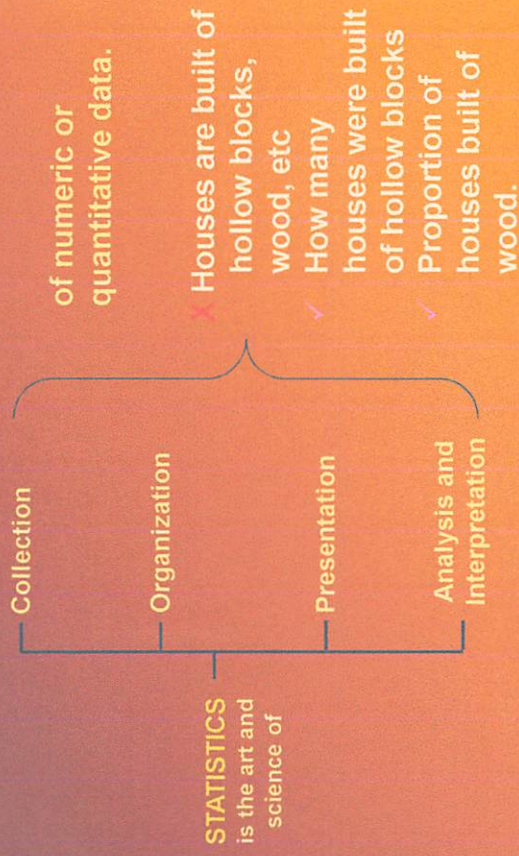 STATISTICS
is the art and
science of
Collection
Organization
Presentation
Analysis and
Interpretation
of numeric or
quantitative data.
X Houses are built of
hollow blocks,
wood, etc
✓ How many
houses were built
of hollow blocks
✓ Proportion of
houses built of
wood.